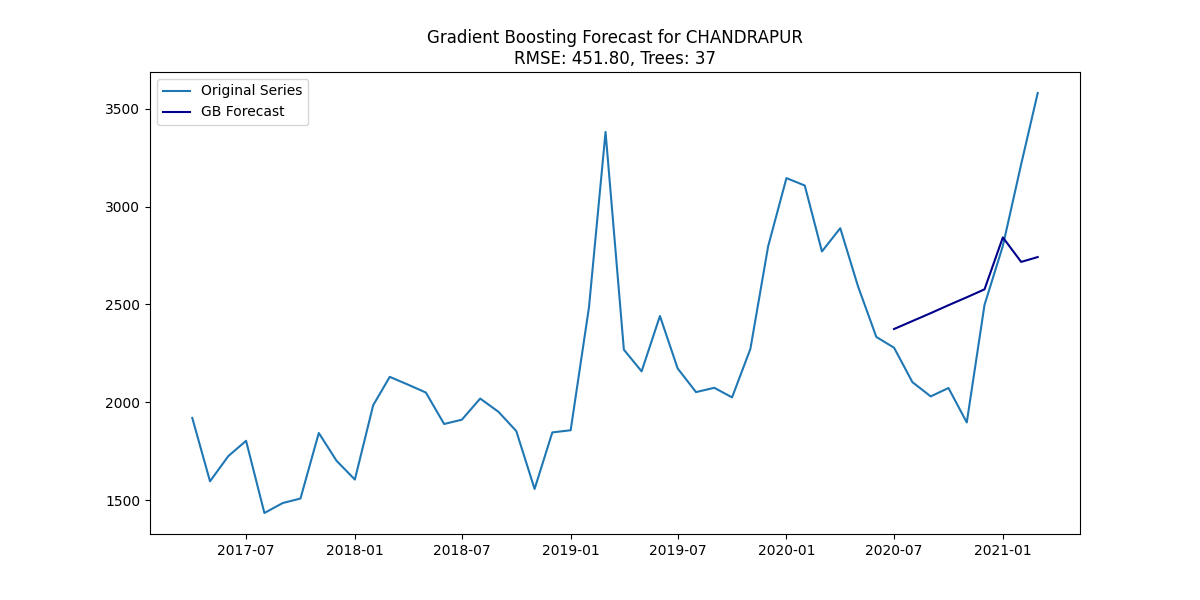 Gradient Boosting Forecast for CHANDRAPUR
RMSE: 451.80, Trees: 37
Original Series
GB Forecast
3500
3000
2500
2000
1500
2017-07 2018-01 2018-07 2019-01 2019-07 2020-01 2020-07 2021-01